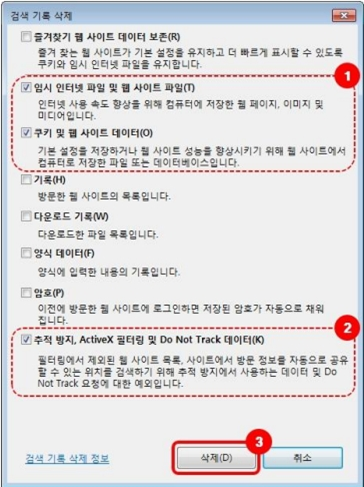 검색 기록 삭제
즐겨찾기 웹 사이트 데이터 보존(R)
즐겨 찾는 웹 사이트가 기본 설정을 유지하고 더 빠르게 표시할 수 있도록
쿠키와 임시 인터넷 파일을 유지합니다.
1
임시 인터넷 파일 및 웹 사이트 파일(T)
인터넷 사용 속도 향상을 위해 컴퓨터에 저장한 웹 페이지, 이미지 및
미디어입니다.
쿠키 및 웹 사이트 데이터(O)
기본 설정을 저장하거나 웹 사이트 성능을 향상시키기 위해 웹 사이트에서
컴퓨터로 저장한 파일 또는 데이터베이스입니다.
기록(H)
방문한 웹 사이트의 목록입니다.
다운로드 기록(W)
다운로드한 파일 목록입니다.
양식 데이터(F)
양식에 입력한 내용의 기록입니다.
암호(P)
이전에 방문한 웹 사이트에 로그인하면 저장된 암호가 자동으로 채워
집니다.
2
추적 방지, ActiveX 필터링 및 Do Not Track 데이터(K)
필터링에서 제외된 웹 사이트 목록, 사이트에서 방문 정보를 자동으로 공유
할 수 있는 위치를 검색하기 위해 추적 방지에서 사용하는 데이터 및 Do
Not Track 요청에 대한 예외입니다.
3
검색 기록 삭제 정보 삭제(D) 취소